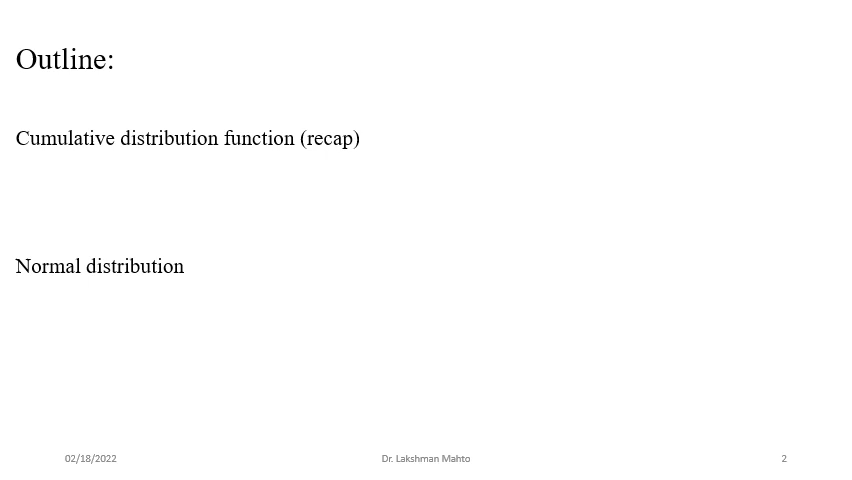 Outline:
Cumulative distribution function (recap)
Normal distribution
02/18/2022
Dr. Lakshman Mahto
2